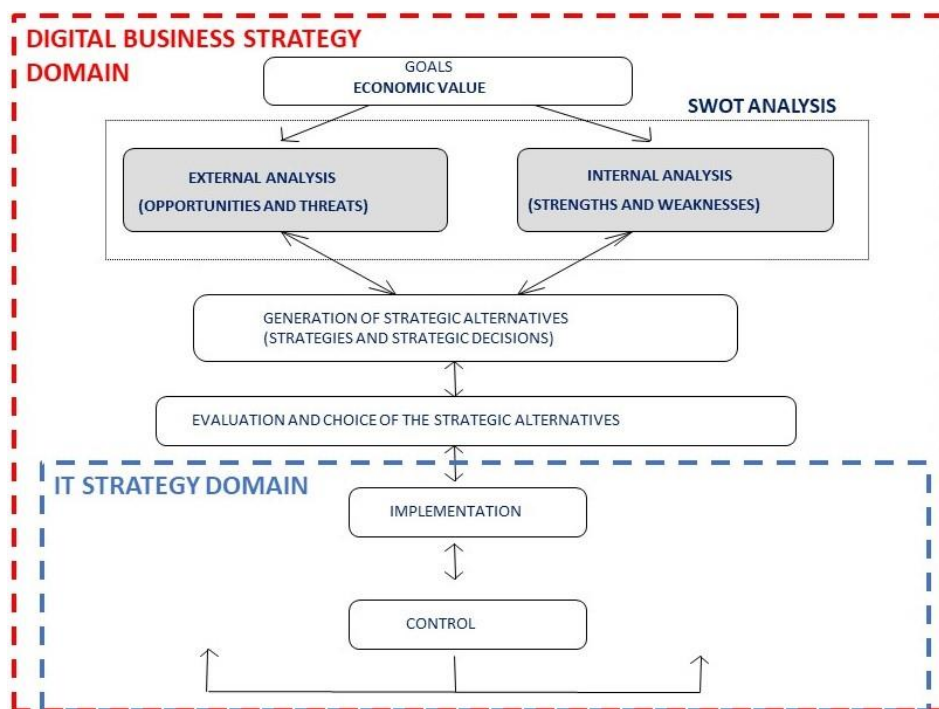 DIGITAL BUSINESS STRATEGY
DOMAIN
GOALS
ECONOMIC VALUE
SWOT ANALYSIS
EXTERNAL ANALYSIS
(OPPORTUNITIES AND THREATS)
INTERNAL ANALYSIS
(STRENGTHS AND WEAKNESSES)
GENERATION OF STRATEGIC ALTERNATIVES
(STRATEGIES AND STRATEGIC DECISIONS)
EVALUATION AND CHOICE OF THE STRATEGIC ALTERNATIVES
IT STRATEGY DOMAIN
IMPLEMENTATION
CONTROL